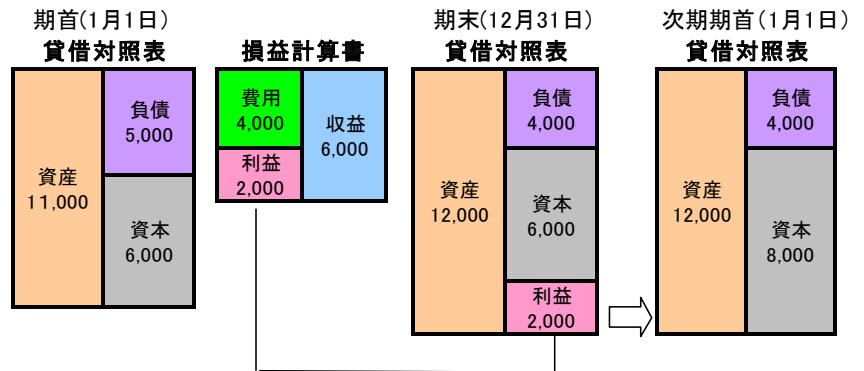 期首(1月1日)
貸借対照表
資産
11,000
負債
5,000
資本
6,000
損益計算書
費用
4,000
利益
2,000
収益
6,000
期末(12月31日)
貸借対照表
資産
12,000
負債
4,000
資本
6,000
利益
2,000
次期期首(1月1日)
貸借対照表
資産
12,000
負債
4,000
資本
8,000